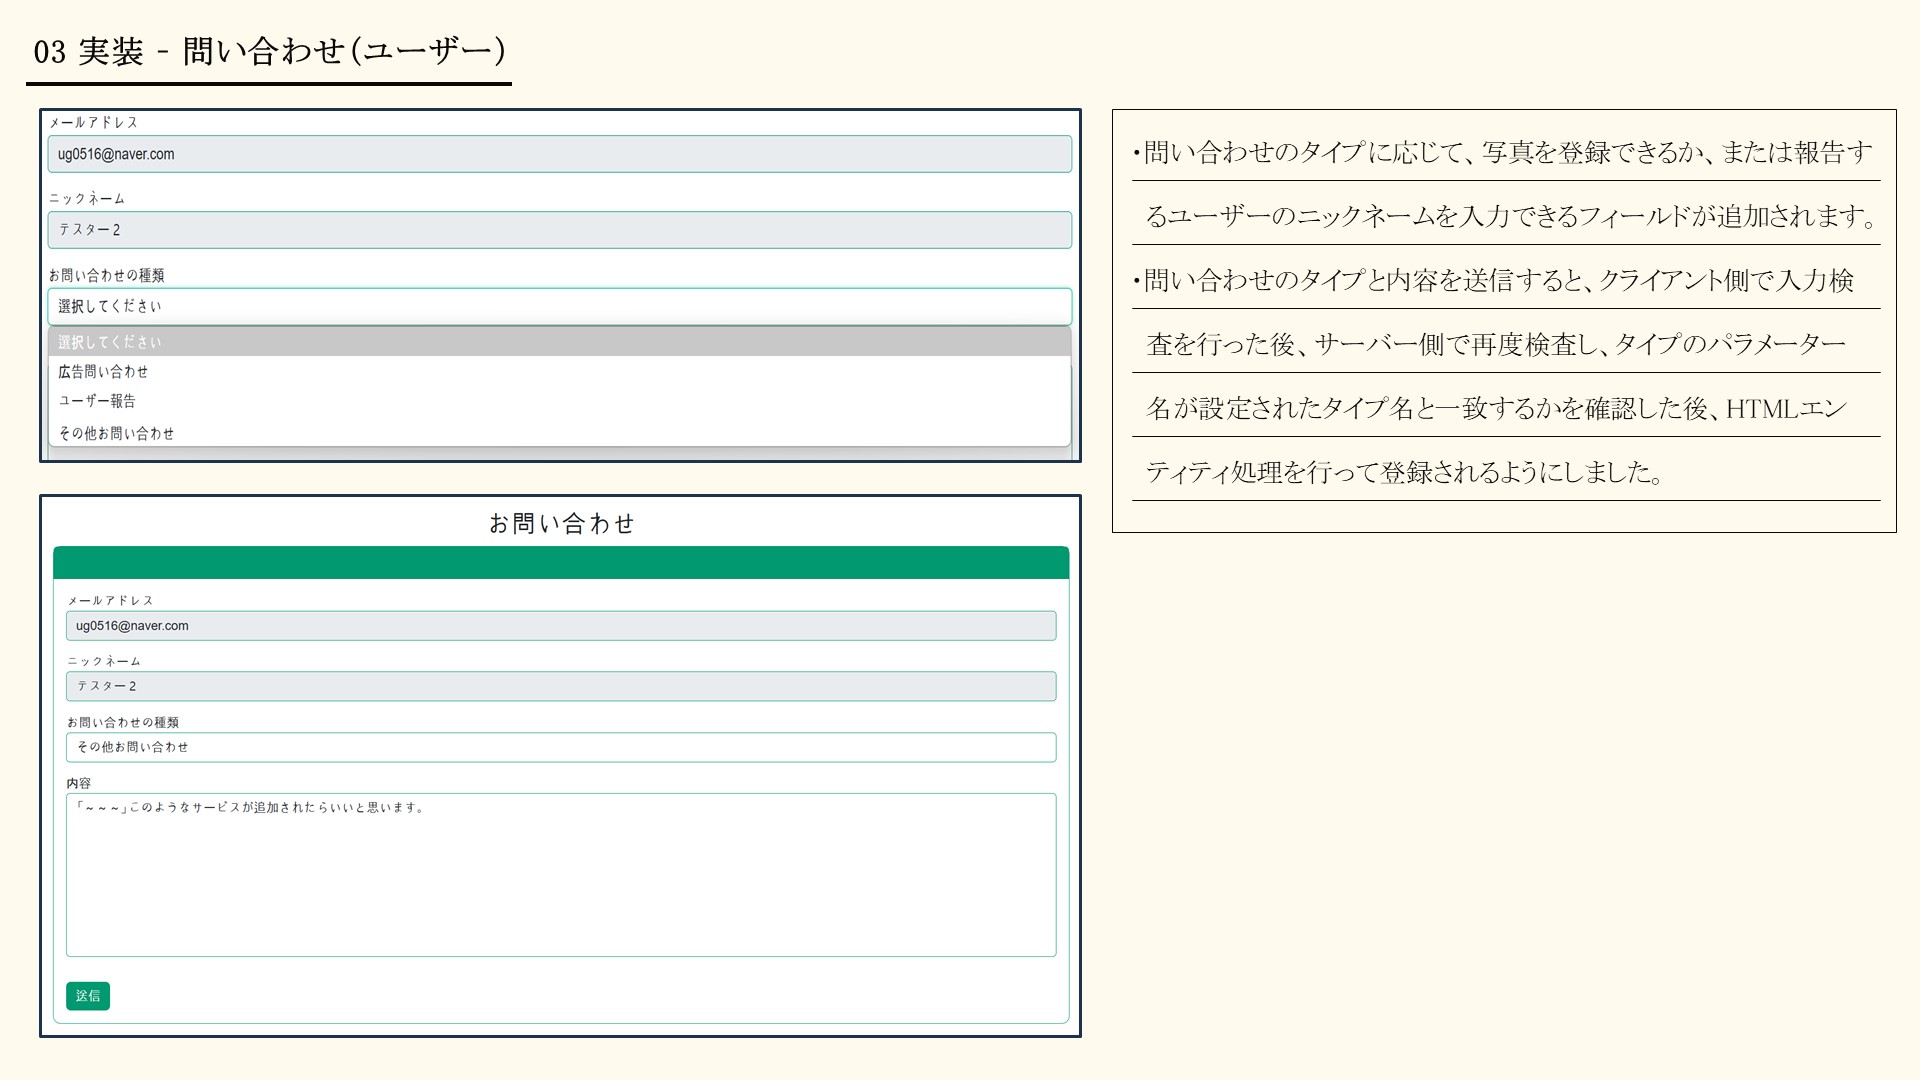 03 実装 - 問い合わせ(ユーザー)
メールアドレス
ug0516@naver.com
ニックネーム
テスター2
お問い合わせの種類
選択してください
選択してください
広告問い合わせ
ユーザー報告
その他お問い合わせ
お問い合わせ
メールアドレス
ug0516@naver.com
ニックネーム
テスター2
お問い合わせの種類
その他お問い合わせ
内容
「～～～」このようなサービスが追加されたらいいと思います。
送信
・問い合わせのタイプに応じて、写真を登録できるか、または報告す
るユーザーのニックネームを入力できるフィールドが追加されます。
・問い合わせのタイプと内容を送信すると、クライアント側で入力検
査を行った後、サーバー側で再度検査し、タイプのパラメーター
名が設定されたタイプ名と一致するかを確認した後、HTMLエン
ティティ処理を行って登録されるようにしました。